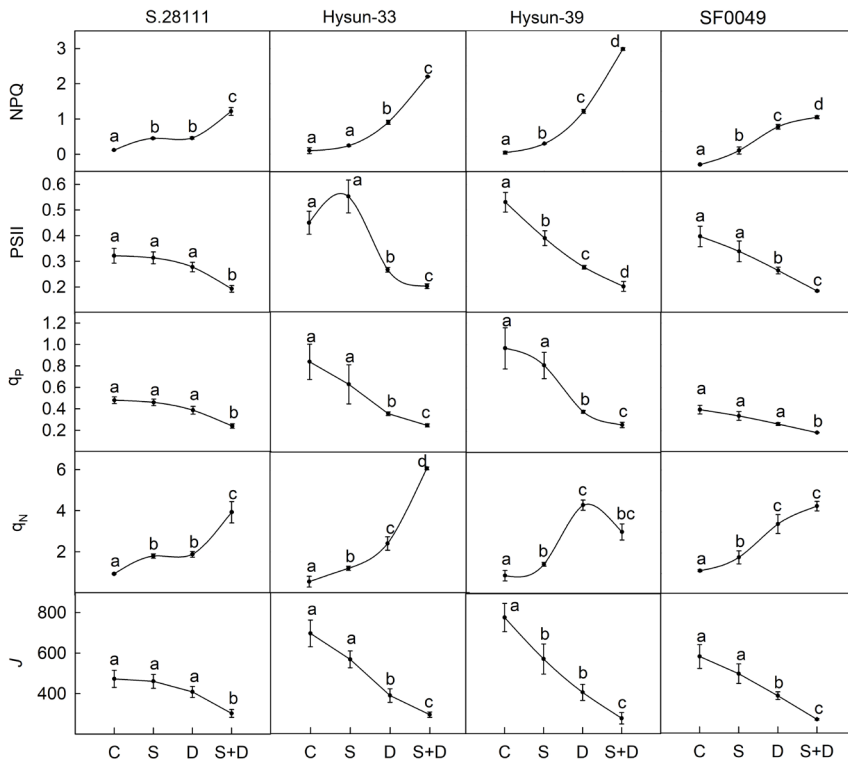 S.28111 Hysun-33 Hysun-39 SF0049
NPQ
3
2
1
0
a b b c
a a b c
a b c d
a b c d
PSII
0.6
0.5
0.4
0.3
0.2
a a a b
a a b c
a b c d
a a b c
qP
1.2
1.0
0.8
0.6
0.4
0.2
a a a b
a a b c
a a b c
a a a b
qN
6
4
2
a b b c
a b c d
a b c bc
a b c c
J
800
600
400
a a a b
a a b c
a b b c
a a b c
C S D S+D C S D S+D C S D S+D C S D S+D